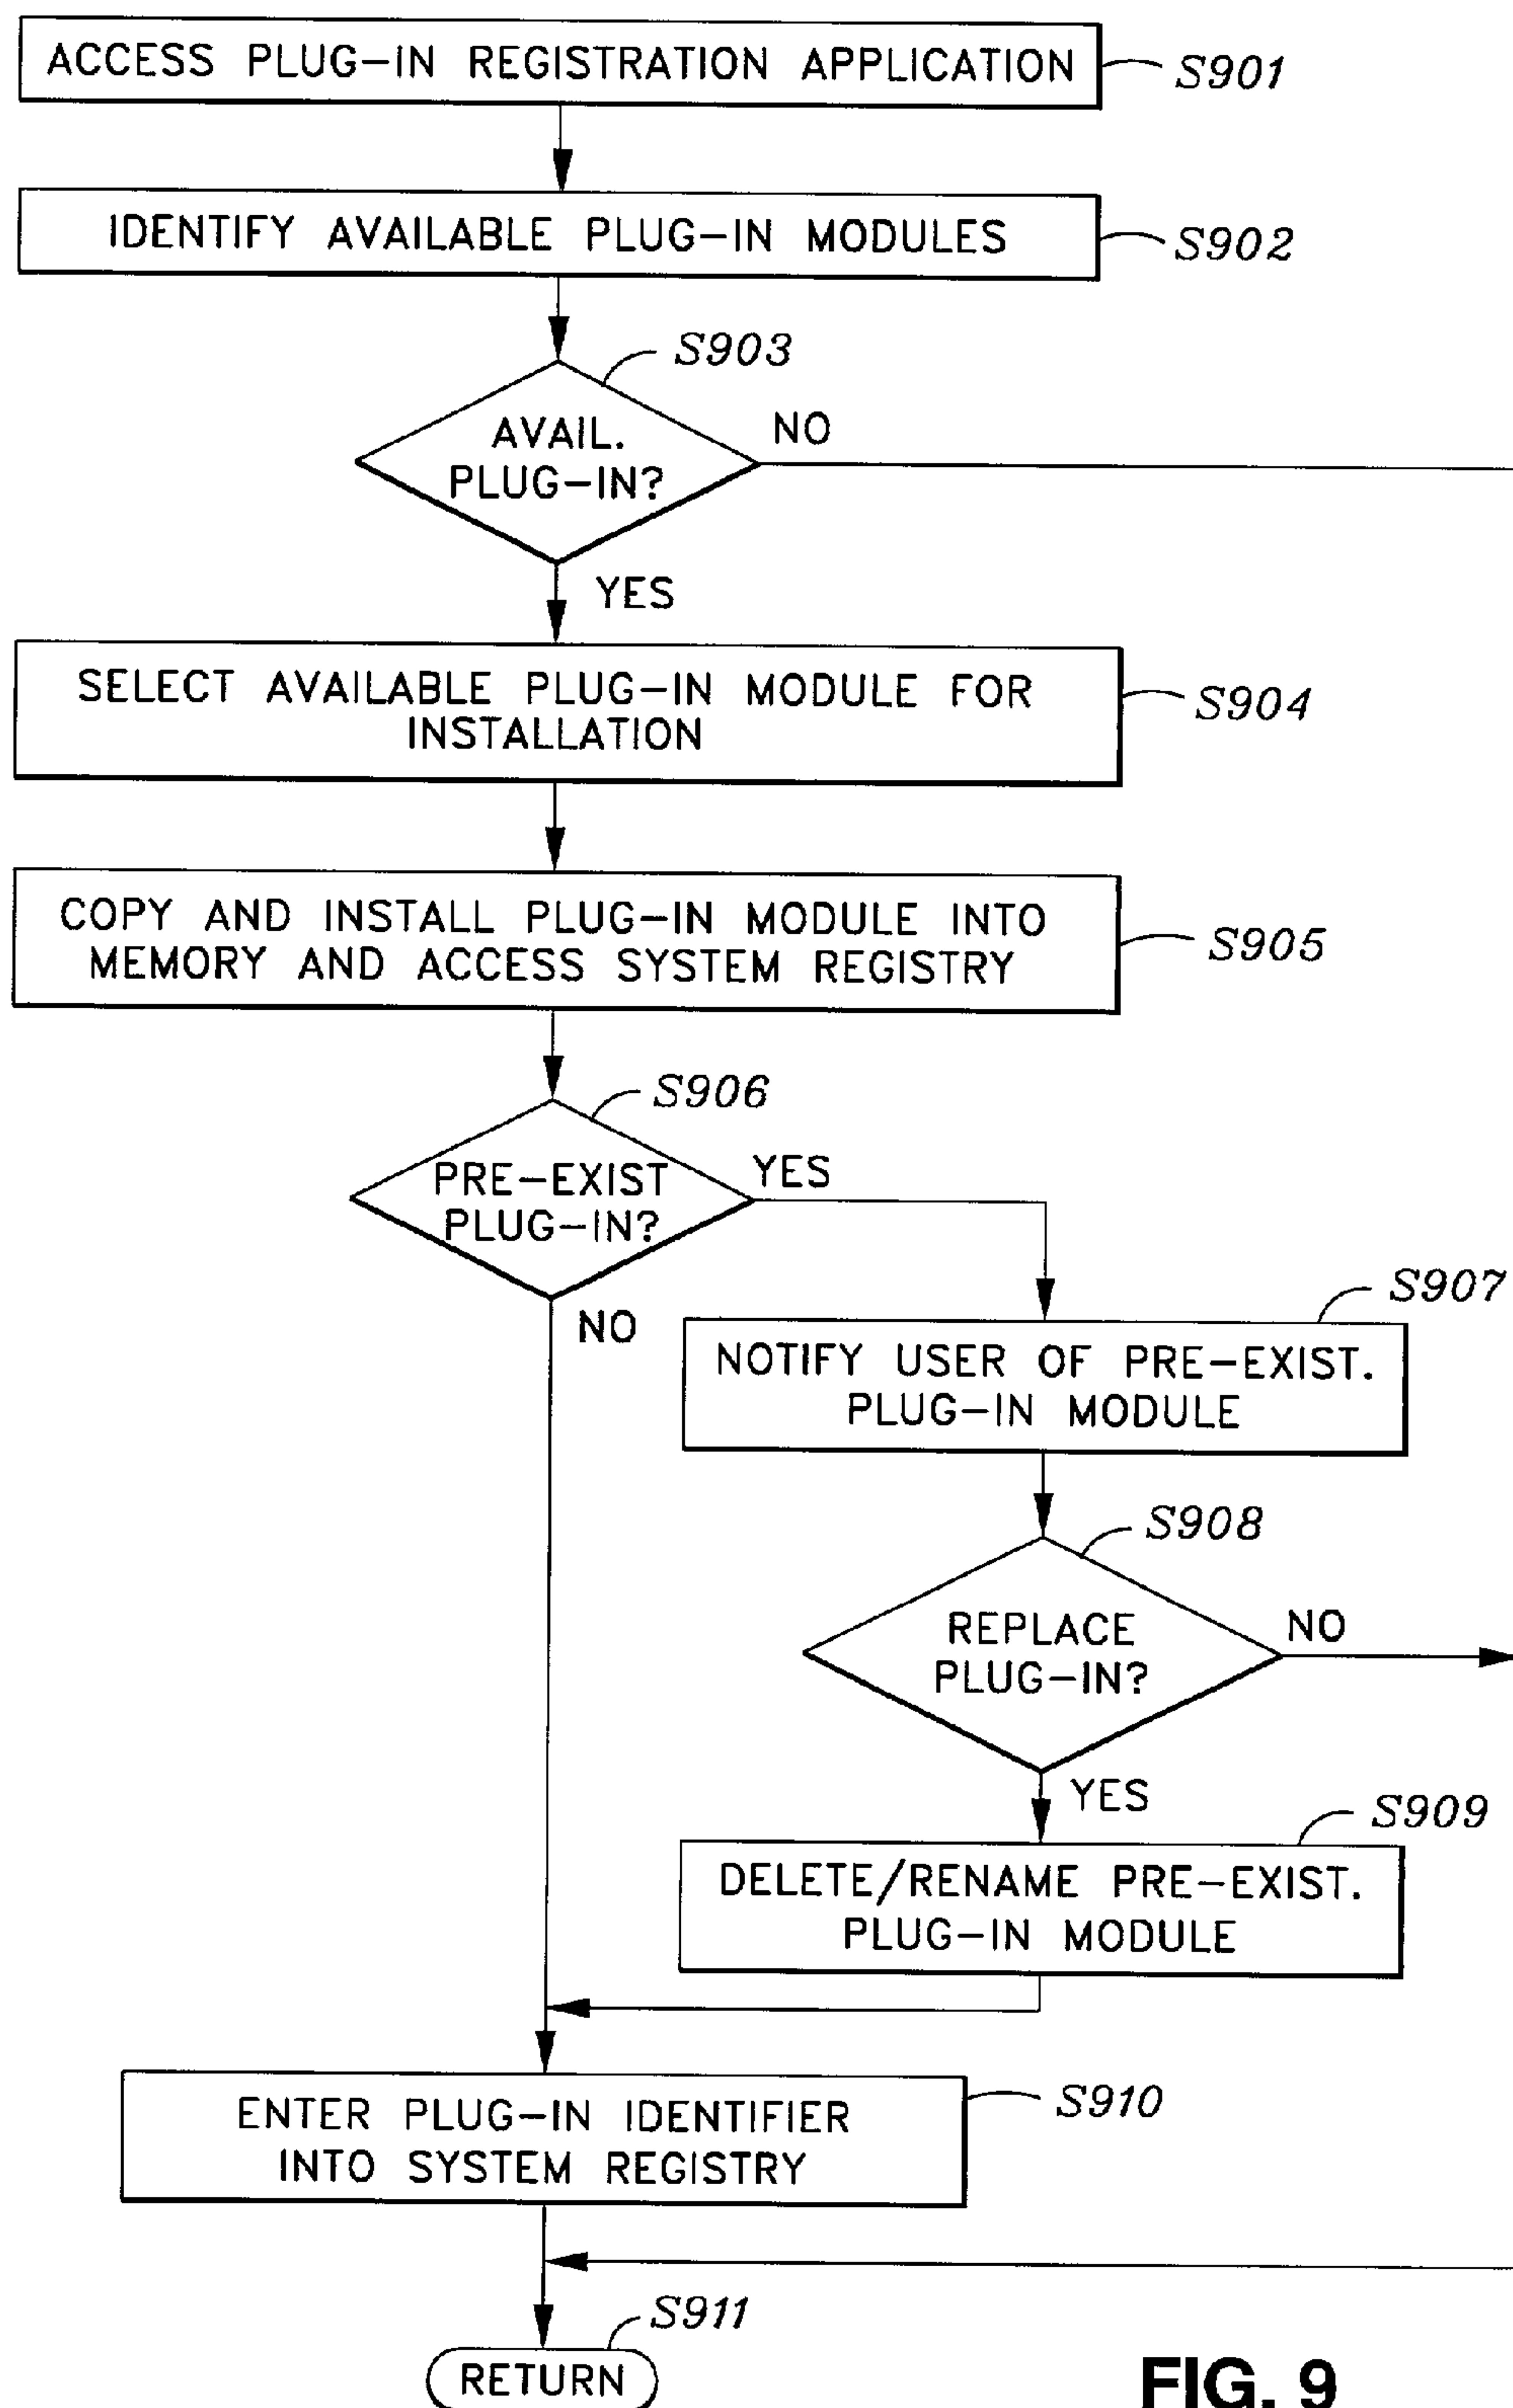 ACCESS PLUG-IN REGISTRATION APPLICATION
S901
IDENTIFY AVAILABLE PLUG-IN MODULES
S902
S903
AVAIL.
PLUG-IN?
NO
YES
SELECT AVAILABLE PLUG-IN MODULE FOR
INSTALLATION
S904
COPY AND INSTALL PLUG-IN MODULE INTO
MEMORY AND ACCESS SYSTEM REGISTRY
S905
S906
PRE-EXIST
PLUG-IN?
YES
NO
S907
NOTIFY USER OF PRE-EXIST.
PLUG-IN MODULE
S908
REPLACE
PLUG-IN?
NO
YES
S909
DELETE/RENAME PRE-EXIST.
PLUG-IN MODULE
ENTER PLUG-IN IDENTIFIER
INTO SYSTEM REGISTRY
S910
S911
RETURN
FIG. 9